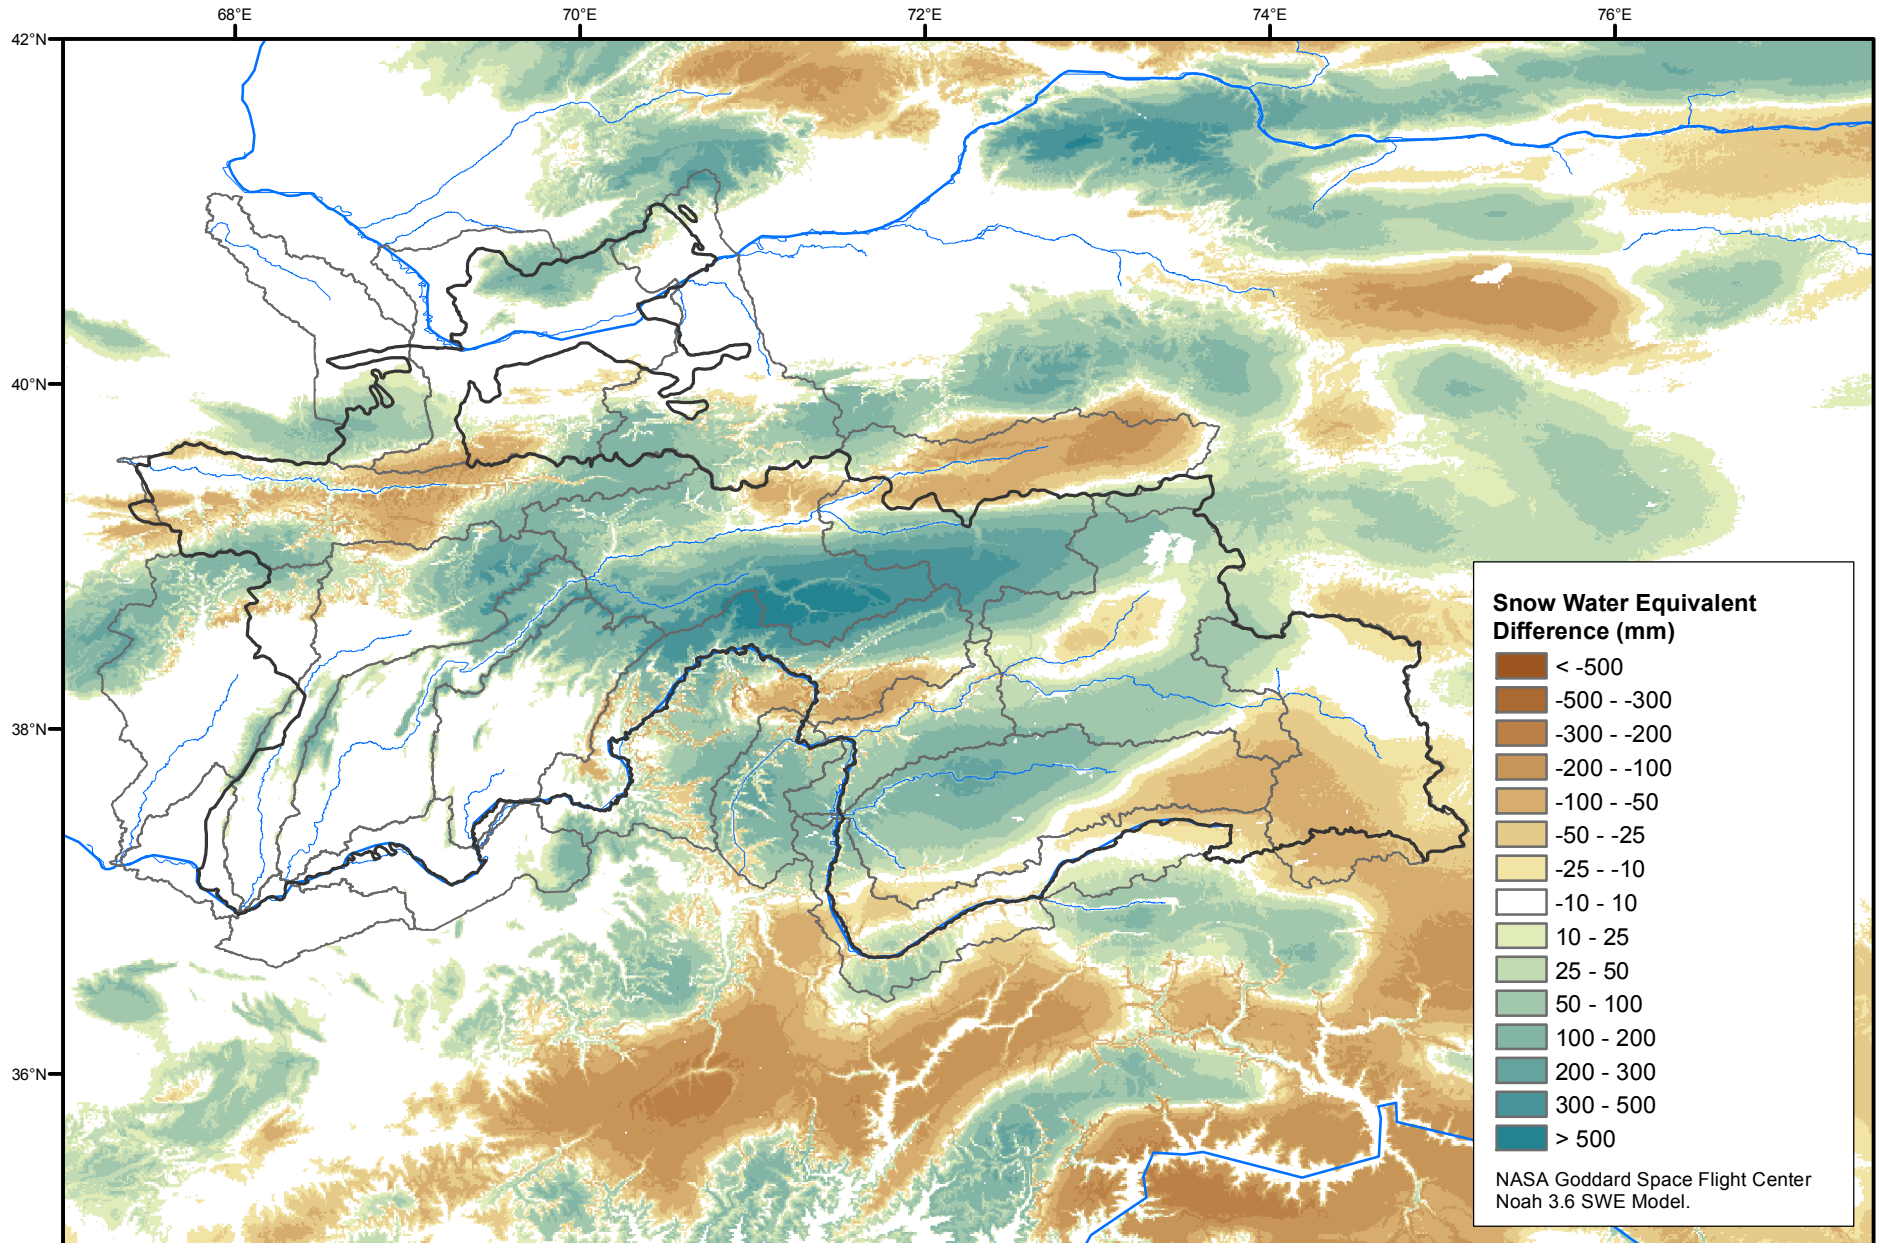 68°E 70°E 72°E 74°E 76°E
42°N
40°N
38°N
36°N
Snow Water Equivalent
Difference (mm)
< -500
-500 - -300
-300 - -200
-200 - -100
-100 - -50
-50 - -25
-25 - -10
-10 - 10
10 - 25
25 - 50
50 - 100
100 - 200
200 - 300
300 - 500
> 500
NASA Goddard Space Flight Center
Noah 3.6 SWE Model.